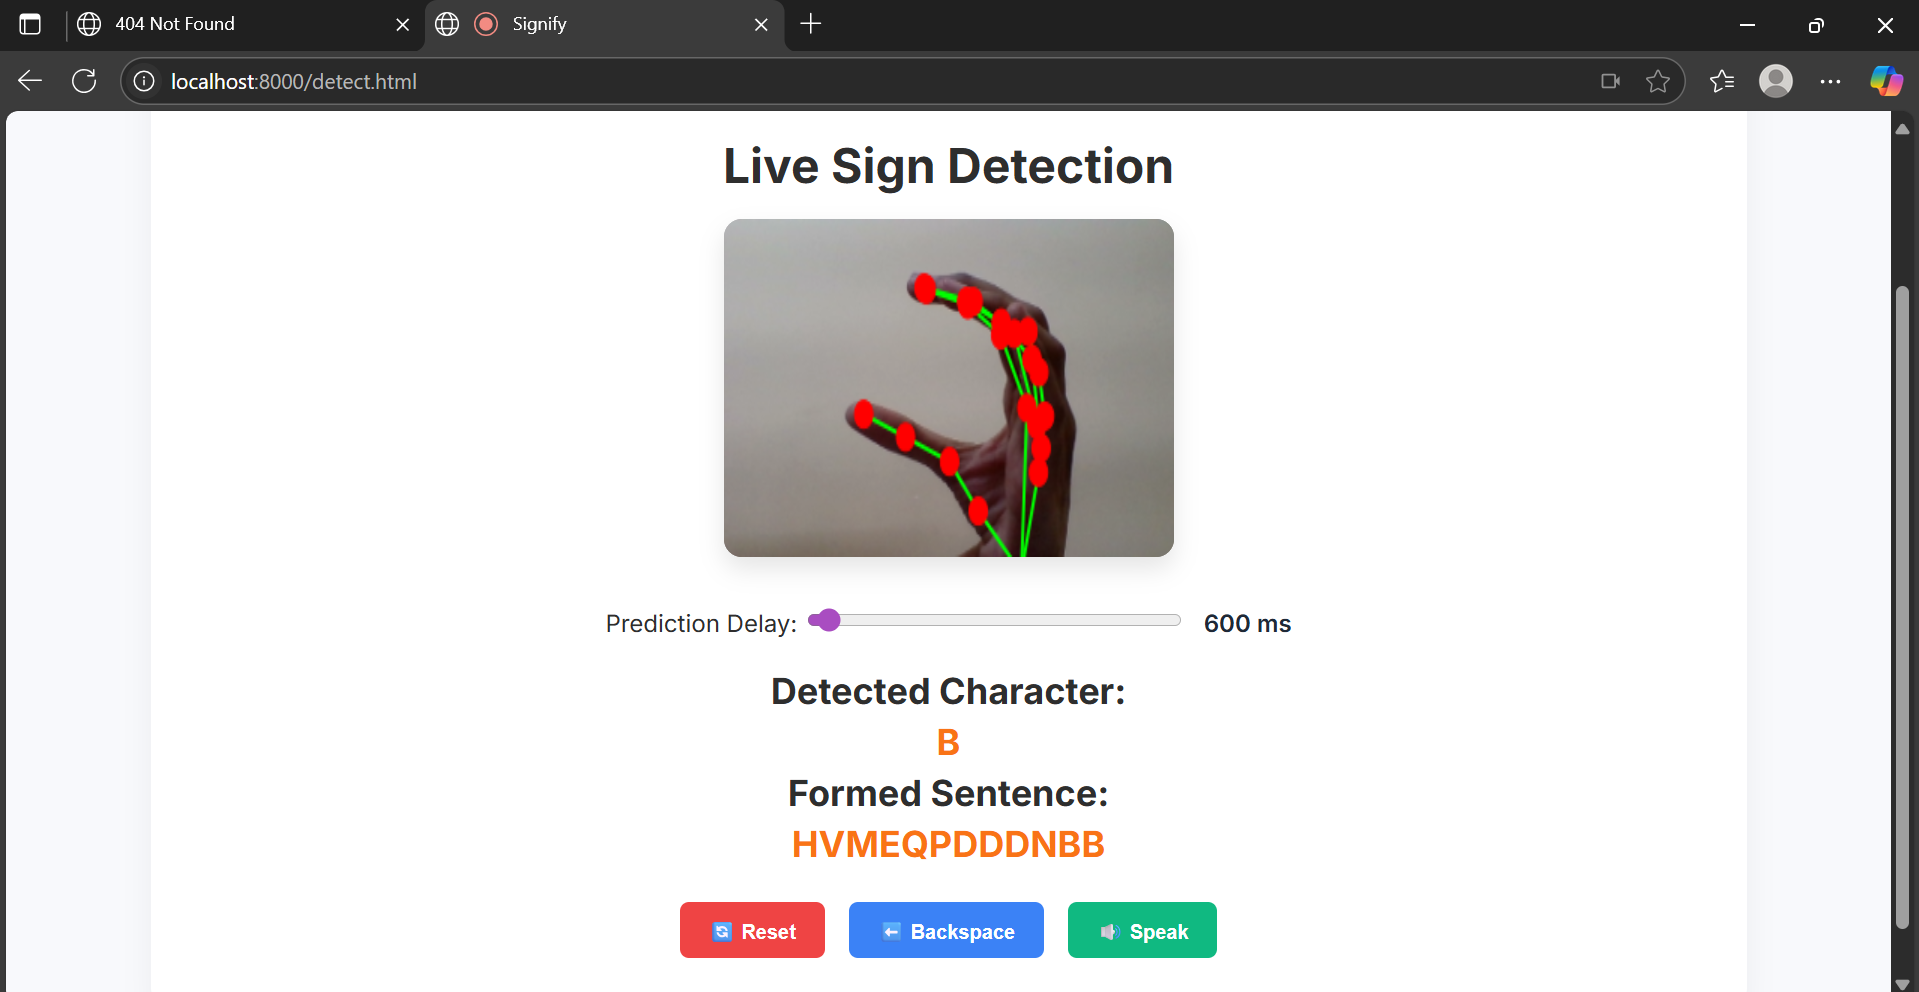 404 Not Found
Signify
localhost:8000/detect.html
Live Sign Detection
Prediction Delay: 600 ms
Detected Character:
B
Formed Sentence:
HVMEQPDDDNBB
Reset
Backspace
Speak